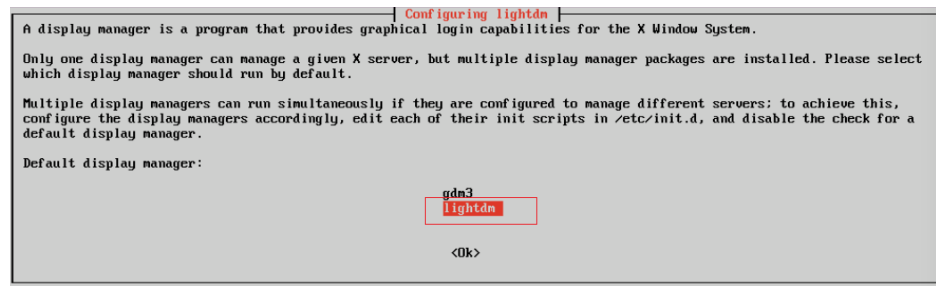 Configuring lightdm
A display manager is a program that provides graphical login capabilities for the X Window System.
Only one display manager can manage a given X server, but multiple display manager packages are installed. Please select
which display manager should run by default.
Multiple display managers can run simultaneously if they are configured to manage different servers; to achieve this,
configure the display managers accordingly, edit each of their init scripts in /etc/init.d, and disable the check for a
default display manager.
Default display manager:
gdm3
lightdm
<Ok>